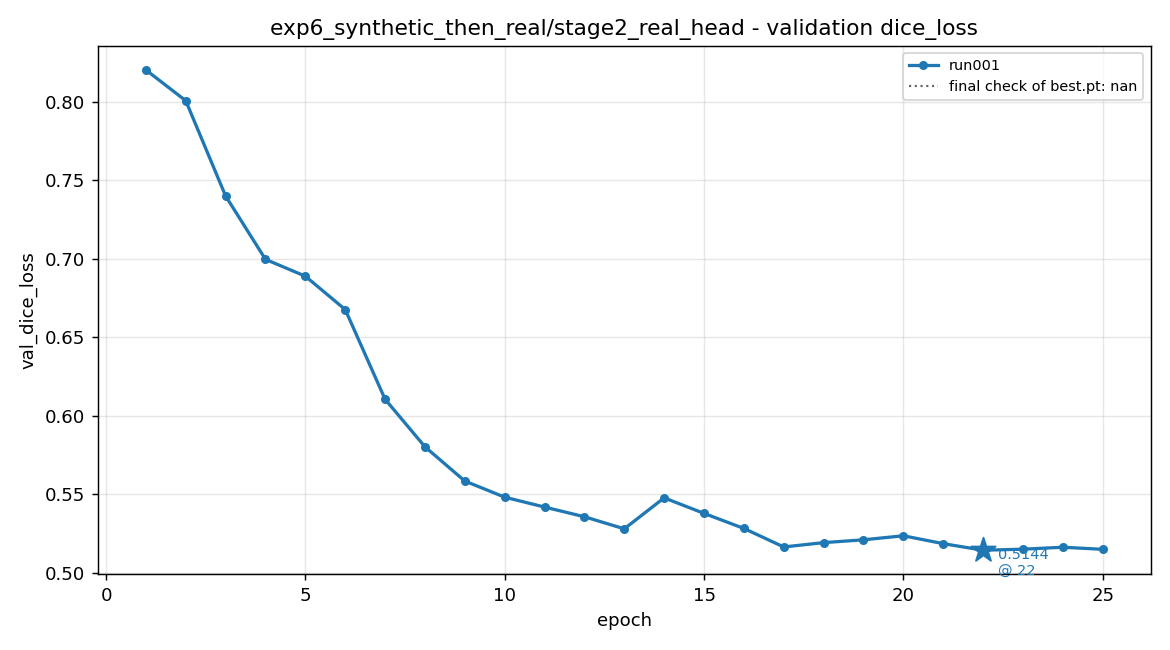 exp6_synthetic_then_real/stage2_real_head - validation dice_loss
run001
final check of best.pt: nan
val_dice_loss
0.80
0.75
0.70
0.65
0.60
0.55
0.50
0.5144
@ 22
0 5 10 15 20 25
epoch